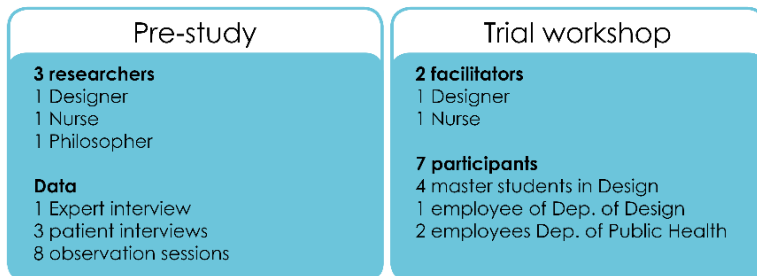 Pre-study
3 researchers
1 Designer
1 Nurse
1 Philosopher
Data
1 Expert interview
3 patient interviews
8 observation sessions
Trial workshop
2 facilitators
1 Designer
1 Nurse
7 participants
4 master students in Design
1 employee of Dep. of Design
2 employees Dep. of Public Health